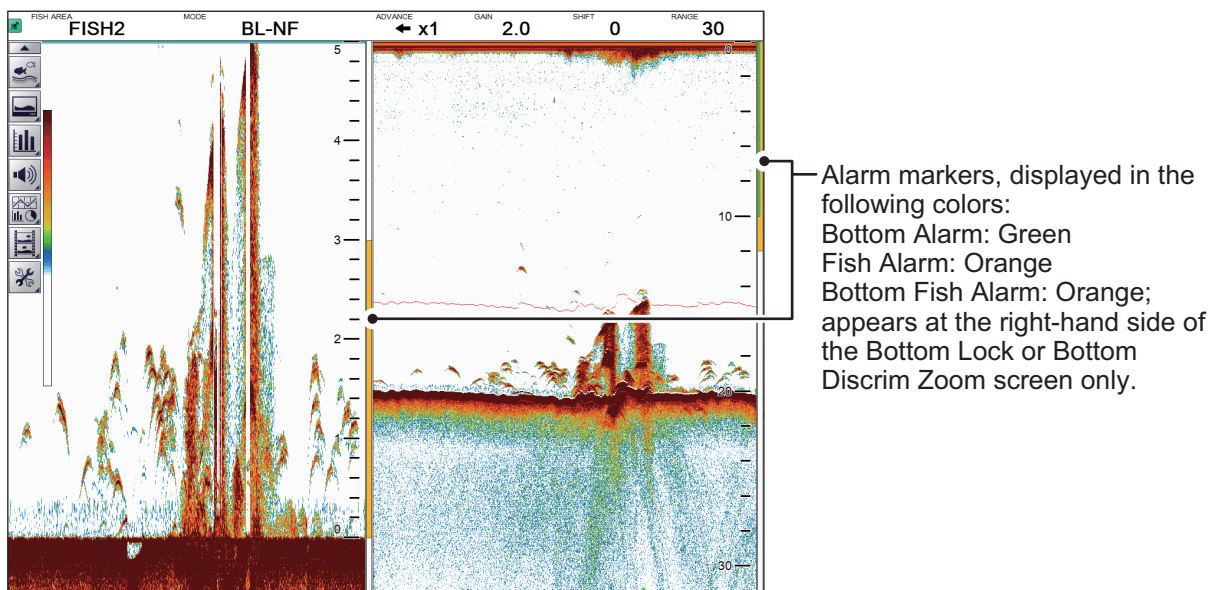 FISH AREA MODE ADVANCE GAIN SHIFT RANGE
FISH2 BL-NF x1 2.0 0 30
5
4
3
2
1
0
0
10
20
30
Alarm markers, displayed in the
following colors:
Bottom Alarm: Green
Fish Alarm: Orange
Bottom Fish Alarm: Orange;
appears at the right-hand side of
the Bottom Lock or Bottom
Discrim Zoom screen only.